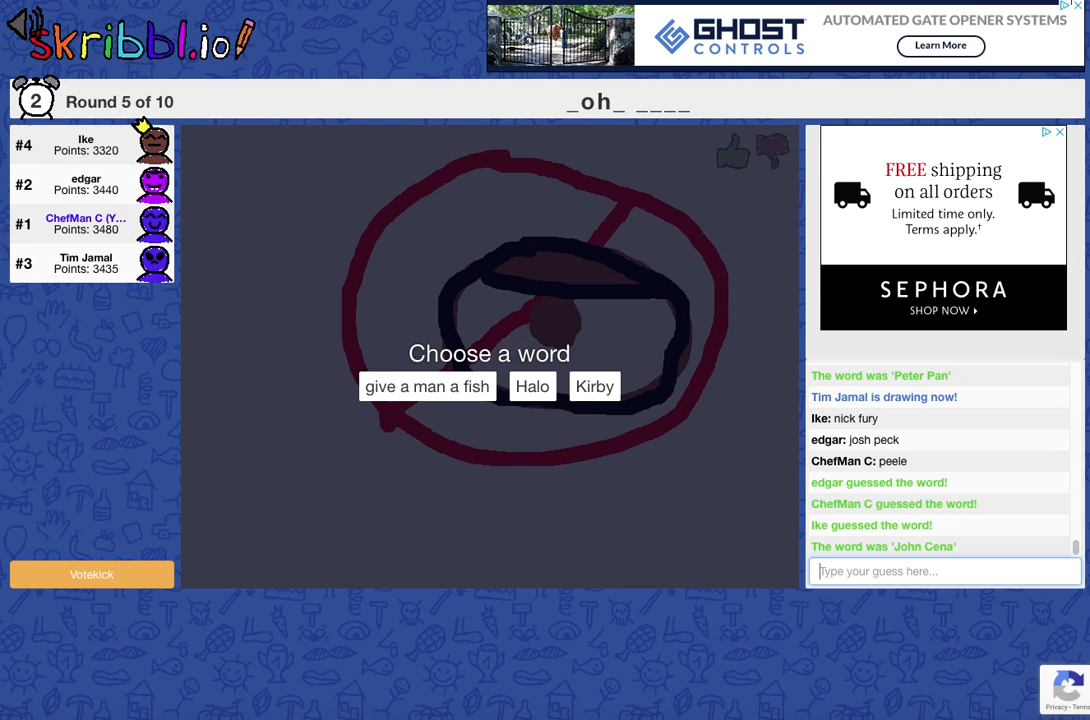 skribbl.io
GHOST
CONTROLS
AUTOMATED GATE OPENER SYSTEMS
Learn More
2
Round 5 of 10
_oh_ ____
#4
Ike
Points: 3320
#2
edgar
Points: 3440
#1
ChefMan C (Y...
Points: 3480
#3
Tim Jamal
Points: 3435
Votekick
Choose a word
give a man a fish
Halo
Kirby
FREE shipping
on all orders
Limited time only.
Terms apply.†
SEPHORA
SHOP NOW
The word was 'Peter Pan'
Tim Jamal is drawing now!
Ike: nick fury
edgar: josh peck
ChefMan C: peele
edgar guessed the word!
ChefMan C guessed the word!
Ike guessed the word!
The word was 'John Cena'
Type your guess here...
Privacy - Terms